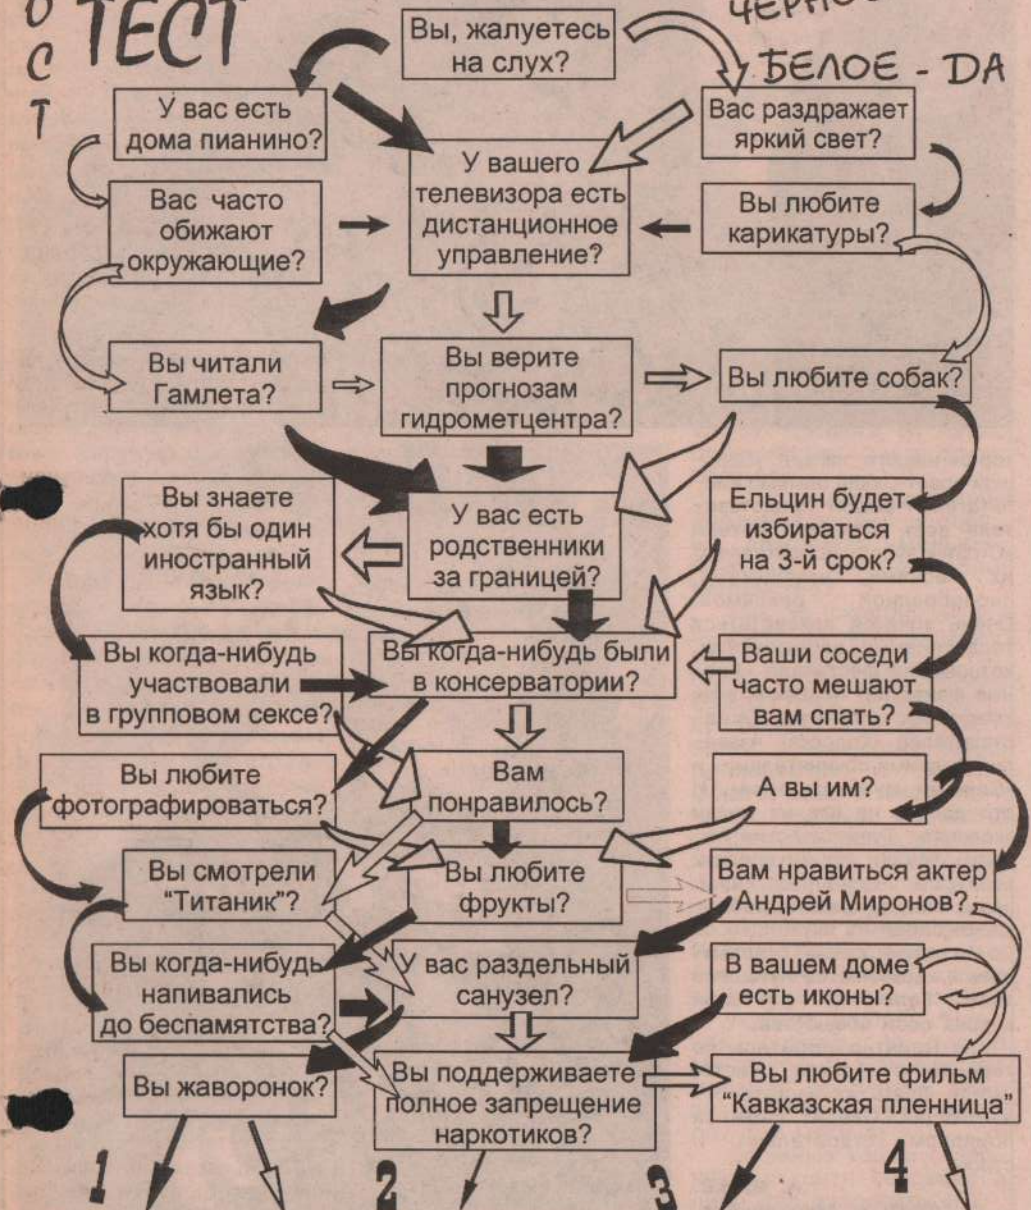 О
С
Т
ТЕСТ
БЕЛОЕ - DA
Вы, жалуетесь
на слух?
У вас есть
дома пианино?
Вас раздражает
яркий свет?
У вашего
телевизора есть
дистанционное
управление?
Вас часто
обижают
окружающие?
Вы любите
карикатуры?
Вы читали
Гамлета?
Вы верите
прогнозам
гидрометцентра?
Вы любите собак?
Вы знаете
хотя бы один
иностранный
язык?
У вас есть
родственники
за границей?
Ельцин будет
избираться
на 3-й срок?
Вы когда-нибудь
участвовали
в групповом сексе?
Вы когда-нибудь были
в консерватории?
Ваши соседи
часто мешают
вам спать?
Вы любите
фотографироваться?
Вам
понравилось?
А вы им?
Вы смотрели
“Титаник”?
Вы любите
фрукты?
Вам нравиться актер
Андрей Миронов?
Вы когда-нибудь
напивались
до беспамятства?
У вас раздельный
санузел?
В вашем доме
есть иконы?
Вы жаворонок?
Вы поддерживаете
полное запрещение
наркотиков?
Вы любите фильм
“Кавказская пленница”
1 2 3 4